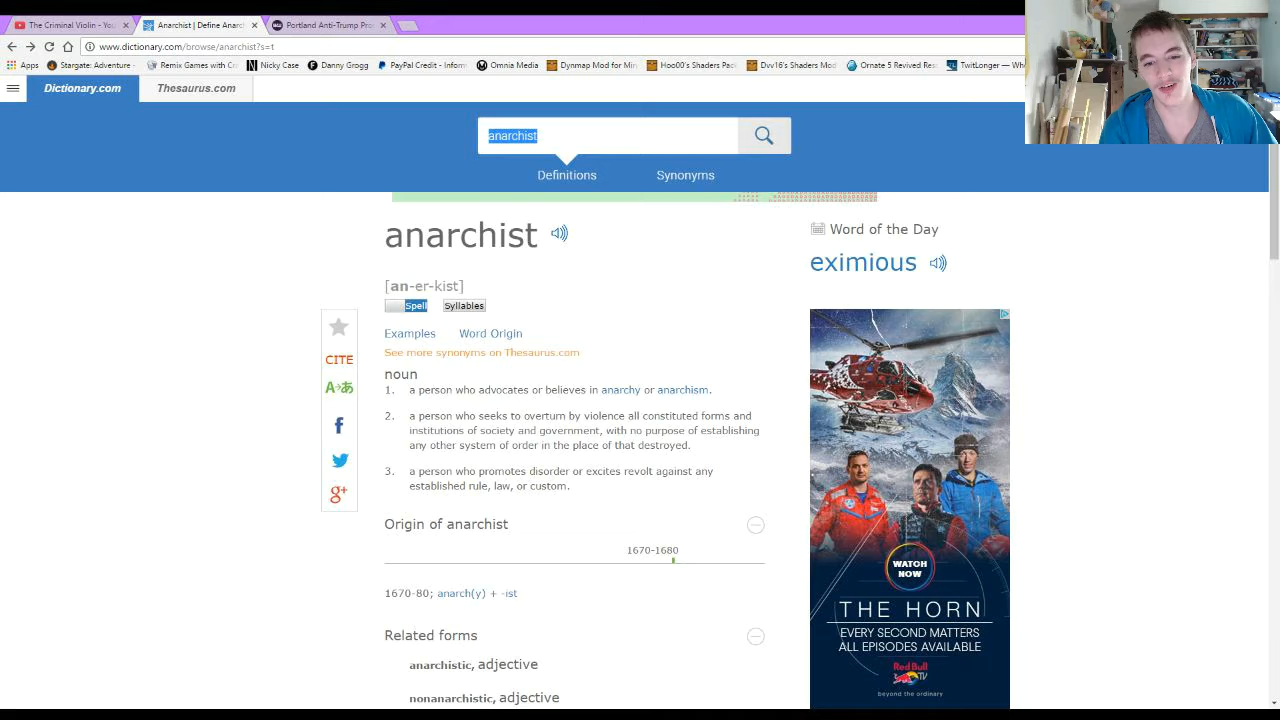 The Criminal Violin - You
Anarchist | Define Anarc
Portland Anti-Trump Pro
www.dictionary.com/browse/anarchist?s=t
Apps
Stargate: Adventure -
Remix Games with Cr
Nicky Case
Danny Grogg
PayPal Credit - Inform
Omnia Media
Dynmap Mod for Min
Hoo00's Shaders Pack
Dvv16's Shaders Mod
Ornate 5 Revived Res
TwitLonger — Wh
Dictionary.com
Thesaurus.com
anarchist
Definitions
Synonyms
anarchist
[an-er-kist]
Spell
Syllables
Examples
Word Origin
See more synonyms on Thesaurus.com
noun
1. a person who advocates or believes in anarchy or anarchism.
2. a person who seeks to overturn by violence all constituted forms and
institutions of society and government, with no purpose of establishing
any other system of order in the place of that destroyed.
3. a person who promotes disorder or excites revolt against any
established rule, law, or custom.
Origin of anarchist
1670-1680
1670-80; anarch(y) + -ist
Related forms
anarchistic, adjective
nonanarchistic, adjective
CITE
A
あ
f
g+
Word of the Day
eximious
WATCH
NOW
THE HORN
EVERY SECOND MATTERS
ALL EPISODES AVAILABLE
Red Bull
TV
beyond the ordinary